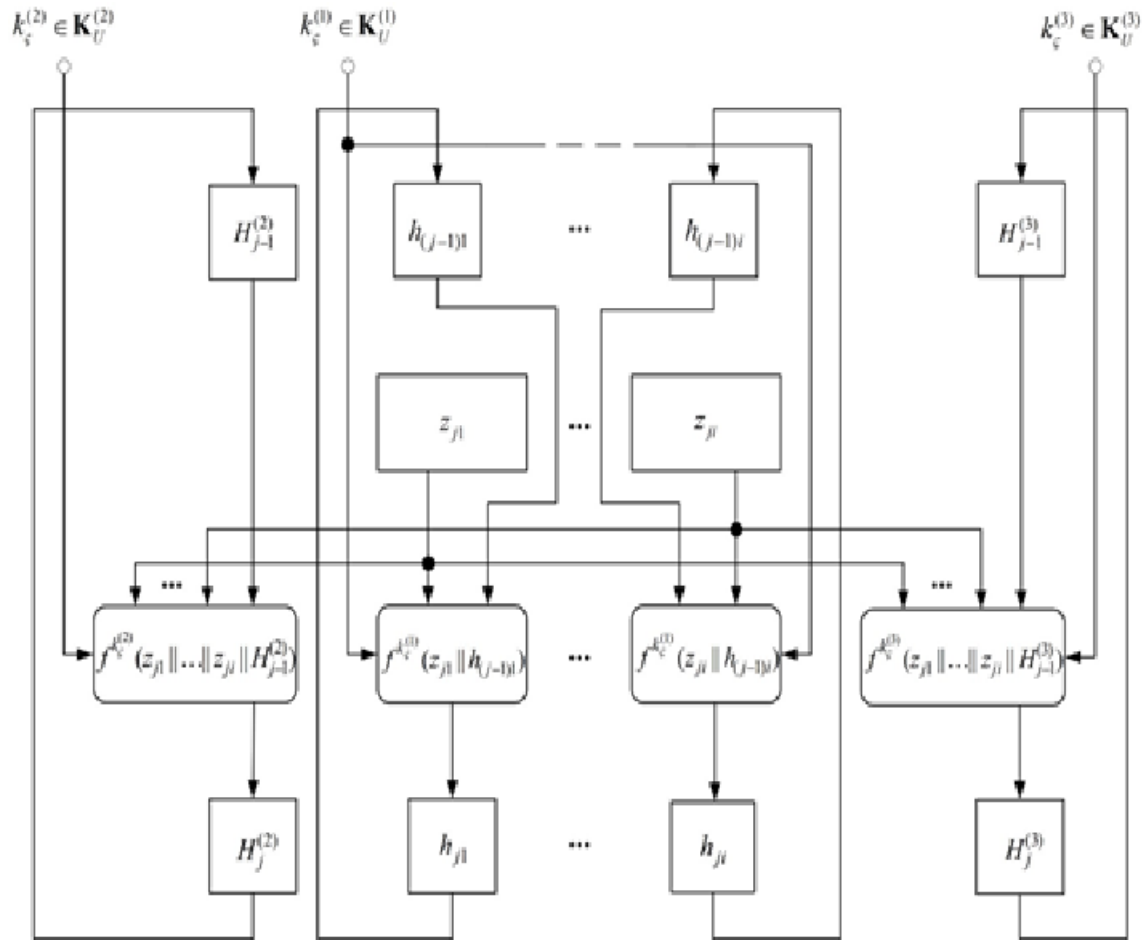 k_ς^(2) ∈ K_U^(2) k_ς^(1) ∈ K_U^(1) k_ς^(3) ∈ K_U^(3)
H_{j-1}^(2) h_{(j-1)1} ... h_{(j-1)i} H_{j-1}^(3)
z_{j1} ... z_{ji}
... ...
f^{k_ς^(2)}(z_{j1}||...||z_{ji}||H_{j-1}^(2)) f^{k_ς^(1)}(z_{j1}||h_{(j-1)i}) ... f^{k_ς^(1)}(z_{ji}||h_{(j-1)i}) f^{k_ς^(3)}(z_{j1}||...||z_{ji}||H_{j-1}^(3))
H_j^(2) h_{j1} ... h_{ji} H_j^(3)